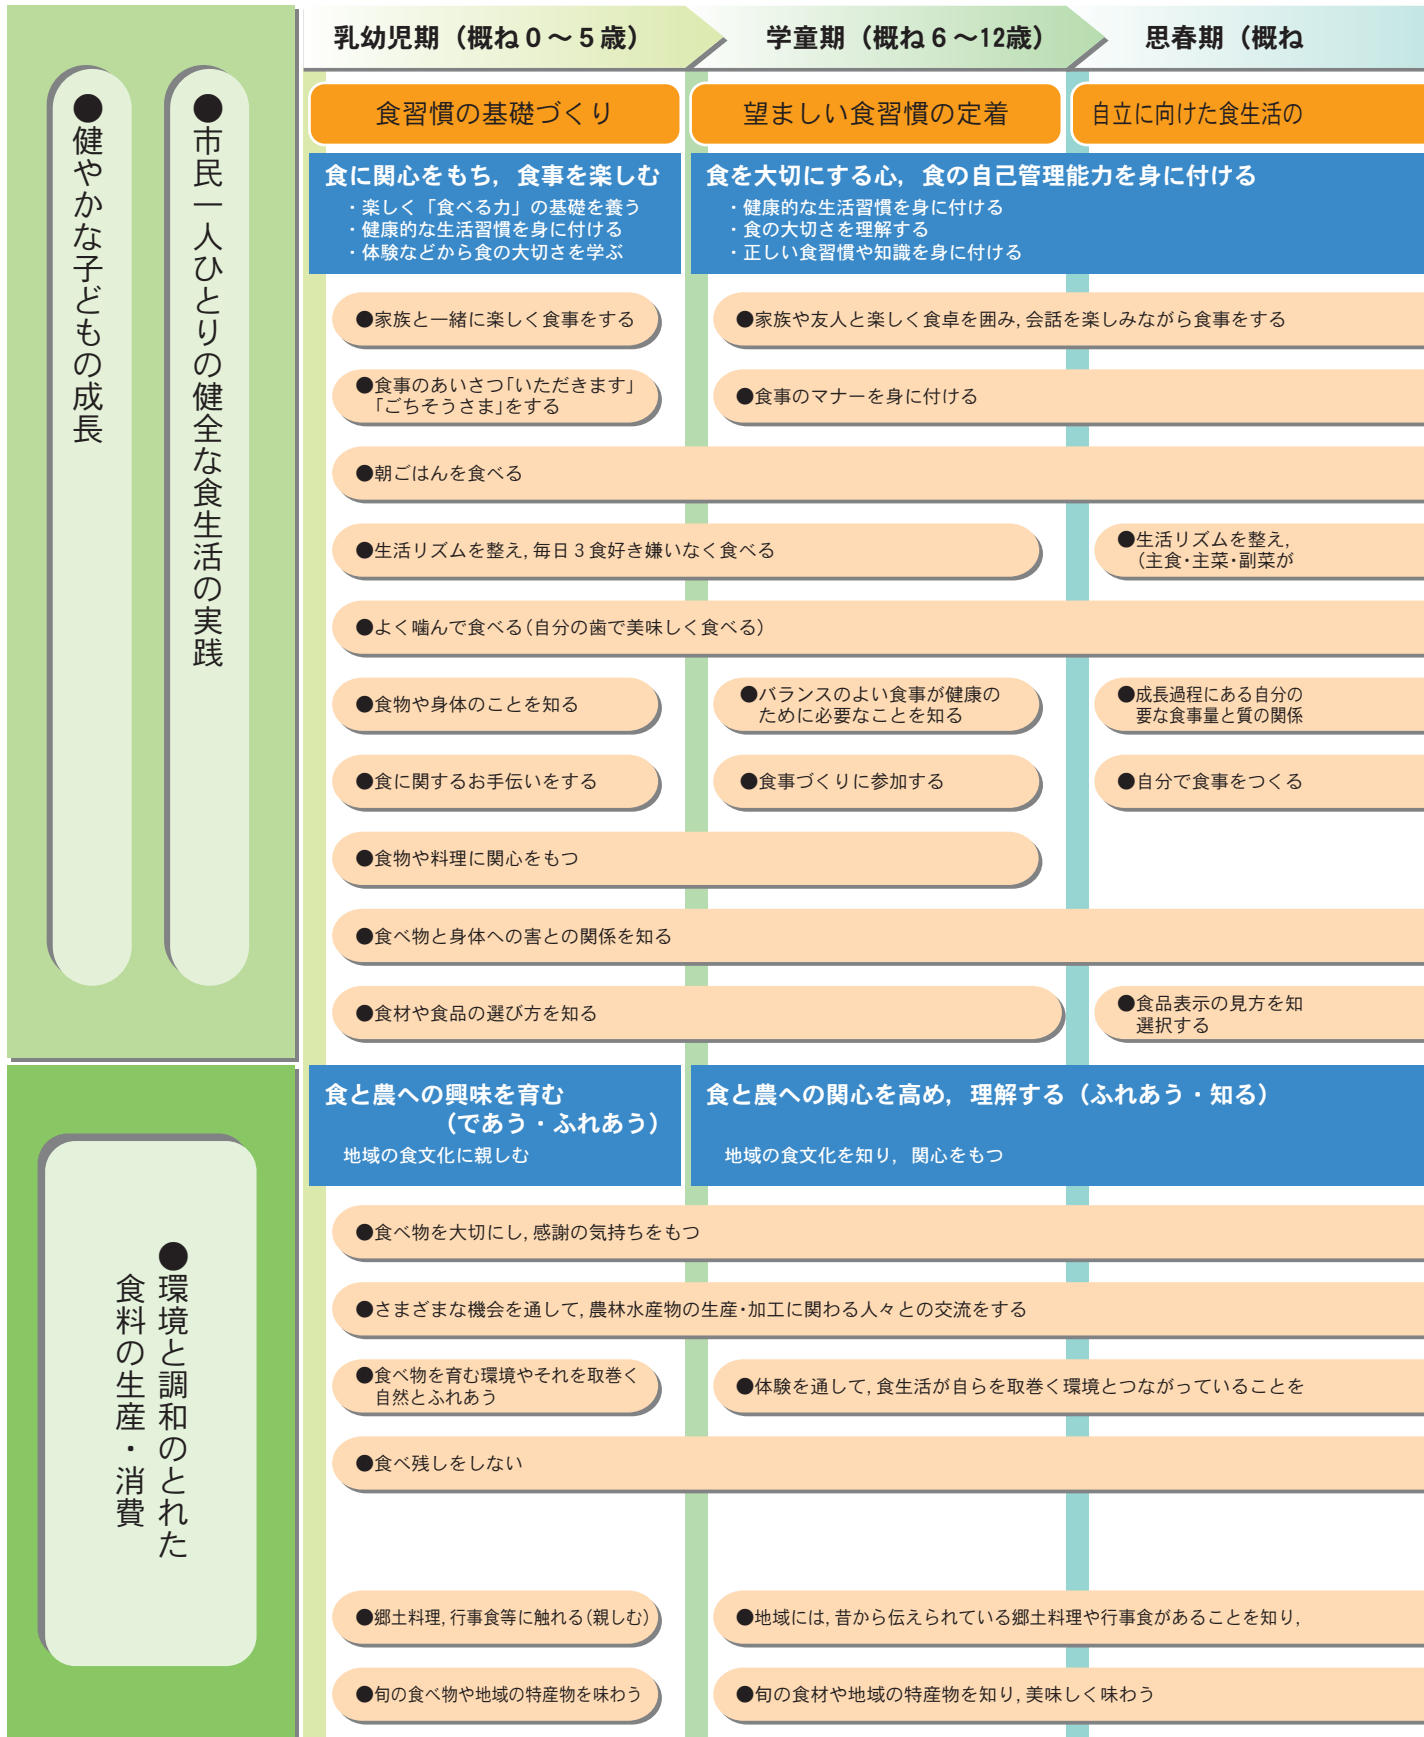 乳幼児期（概ね０～５歳）
学童期（概ね６～12歳）
思春期（概ね
●健やかな子どもの成長
●市民一人ひとりの健全な食生活の実践
食習慣の基礎づくり
望ましい食習慣の定着
自立に向けた食生活の
食に関心をもち，食事を楽しむ
・楽しく「食べる力」の基礎を養う
・健康的な生活習慣を身に付ける
・体験などから食の大切さを学ぶ
食を大切にする心，食の自己管理能力を身に付ける
・健康的な生活習慣を身に付ける
・食の大切さを理解する
・正しい食習慣や知識を身に付ける
●家族と一緒に楽しく食事をする
●家族や友人と楽しく食卓を囲み，会話を楽しみながら食事をする
●食事のあいさつ「いただきます」
「ごちそうさま」をする
●食事のマナーを身に付ける
●朝ごはんを食べる
●生活リズムを整え，毎日３食好き嫌いなく食べる
●生活リズムを整え，
（主食・主菜・副菜が
●よく噛んで食べる（自分の歯で美味しく食べる）
●食物や身体のことを知る
●バランスのよい食事が健康の
ために必要なことを知る
●成長過程にある自分の
要な食事量と質の関係
●食に関するお手伝いをする
●食事づくりに参加する
●自分で食事をつくる
●食物や料理に関心をもつ
●食べ物と身体への害との関係を知る
●食材や食品の選び方を知る
●食品表示の見方を知
選択する
●環境と調和のとれた
食料の生産・消費
食と農への興味を育む
（であう・ふれあう）
地域の食文化に親しむ
食と農への関心を高め，理解する（ふれあう・知る）
地域の食文化を知り，関心をもつ
●食べ物を大切にし，感謝の気持ちをもつ
●さまざまな機会を通して，農林水産物の生産・加工に関わる人々との交流をする
●食べ物を育む環境やそれを取巻く
自然とふれあう
●体験を通して，食生活が自らを取巻く環境とつながっていることを
●食べ残しをしない
●郷土料理，行事食等に触れる（親しむ）
●地域には，昔から伝えられている郷土料理や行事食があることを知り，
●旬の食べ物や地域の特産物を味わう
●旬の食材や地域の特産物を知り，美味しく味わう